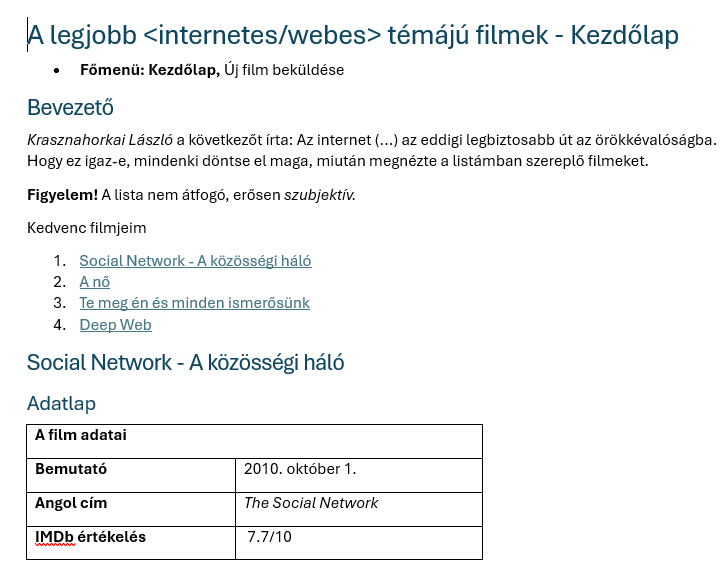 A legjobb <internetes/webes> témájú filmek - Kezdőlap
• Főmenü: Kezdőlap, Új film beküldése
Bevezető
Krasznahorkai László a következőt írta: Az internet (...) az eddigi legbiztosabb út az örökkévalóságba.
Hogy ez igaz-e, mindenki döntse el maga, miután megnézte a listámban szereplő filmeket.
Figyelem! A lista nem átfogó, erősen szubjektív.
Kedvenc filmjeim
1. Social Network - A közösségi háló
2. A nő
3. Te meg én és minden ismerősünk
4. Deep Web
Social Network - A közösségi háló
Adatlap
A film adatai
Bemutató 2010. október 1.
Angol cím The Social Network
IMDb értékelés 7.7/10